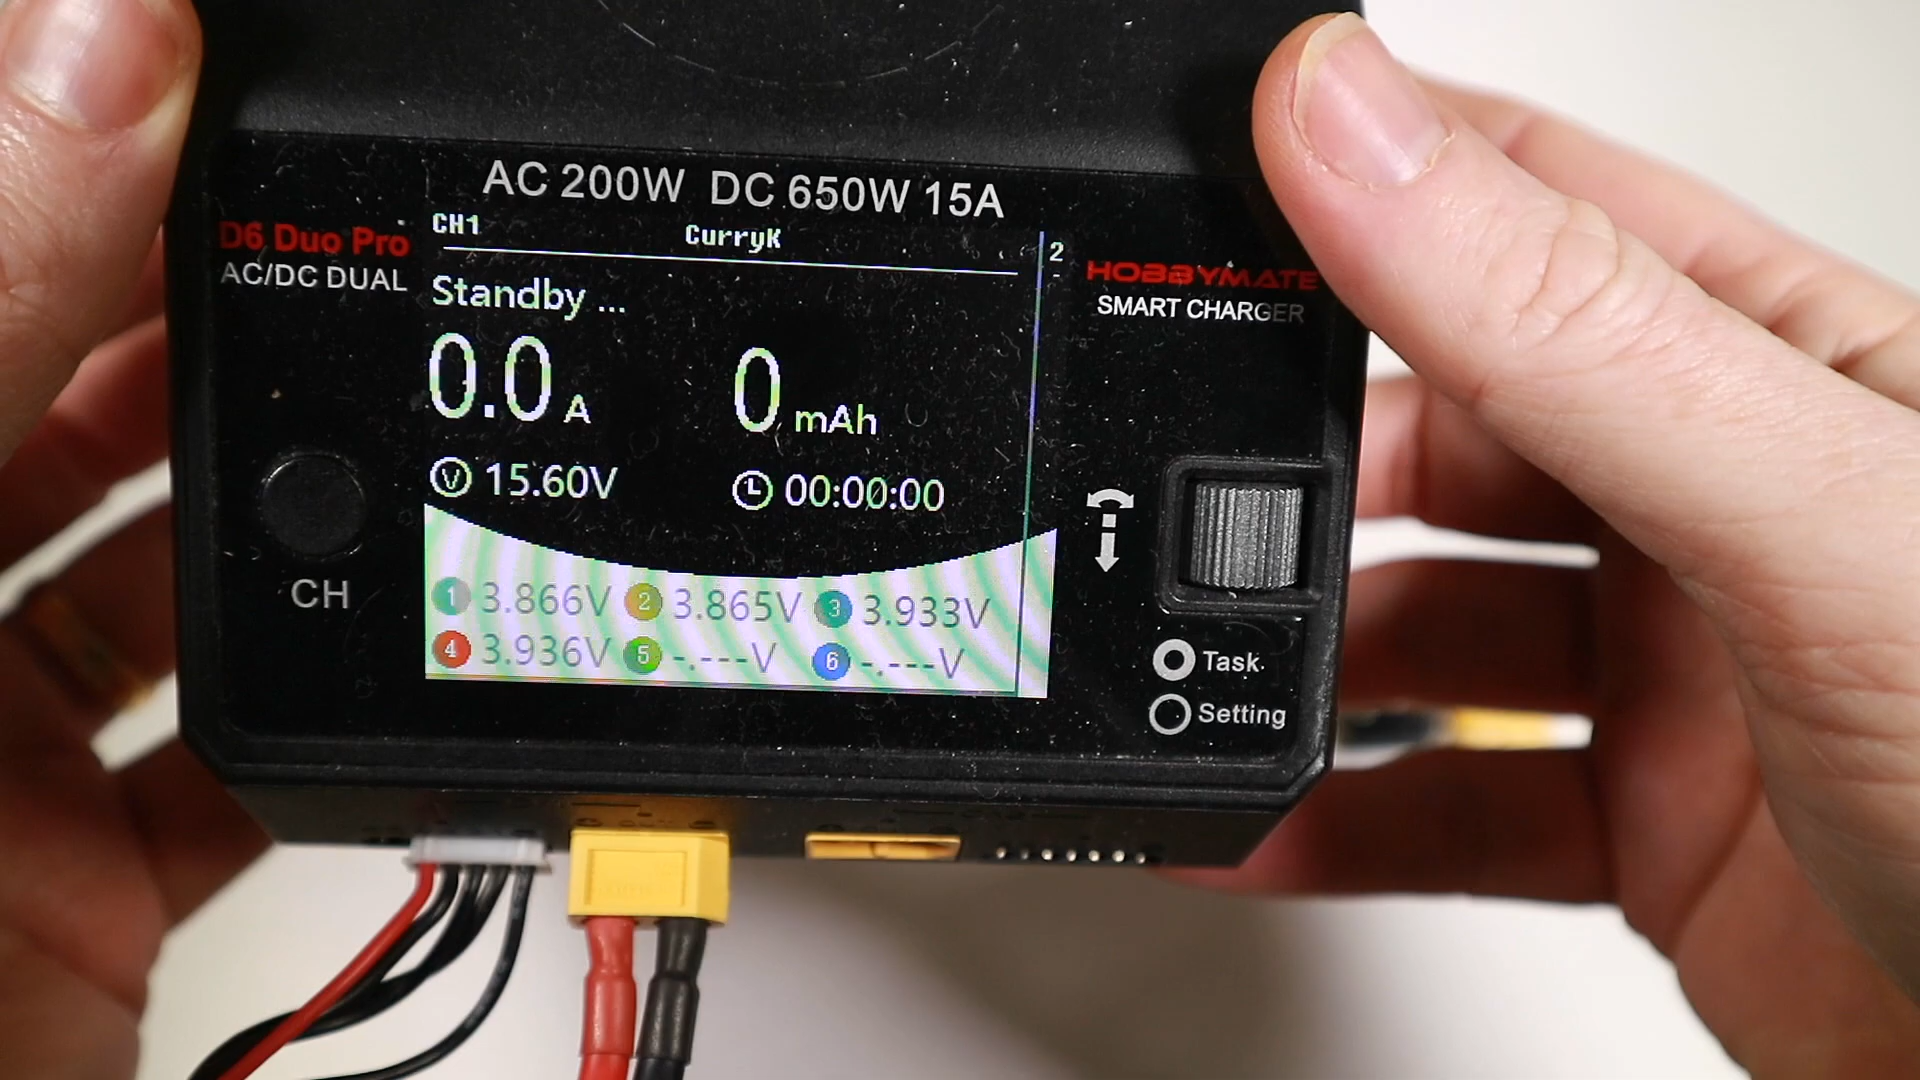 AC 200W DC 650W 15A
D6 Duo Pro
AC/DC DUAL
CH1
CurryK
2
HOBBYMATE
SMART CHARGER
Standby ...
0.0 A
0 mAh
V 15.60V
00:00:00
1 3.866V 2 3.865V 3 3.933V
4 3.936V 5 -.---V 6 -.---V
CH
Task
Setting